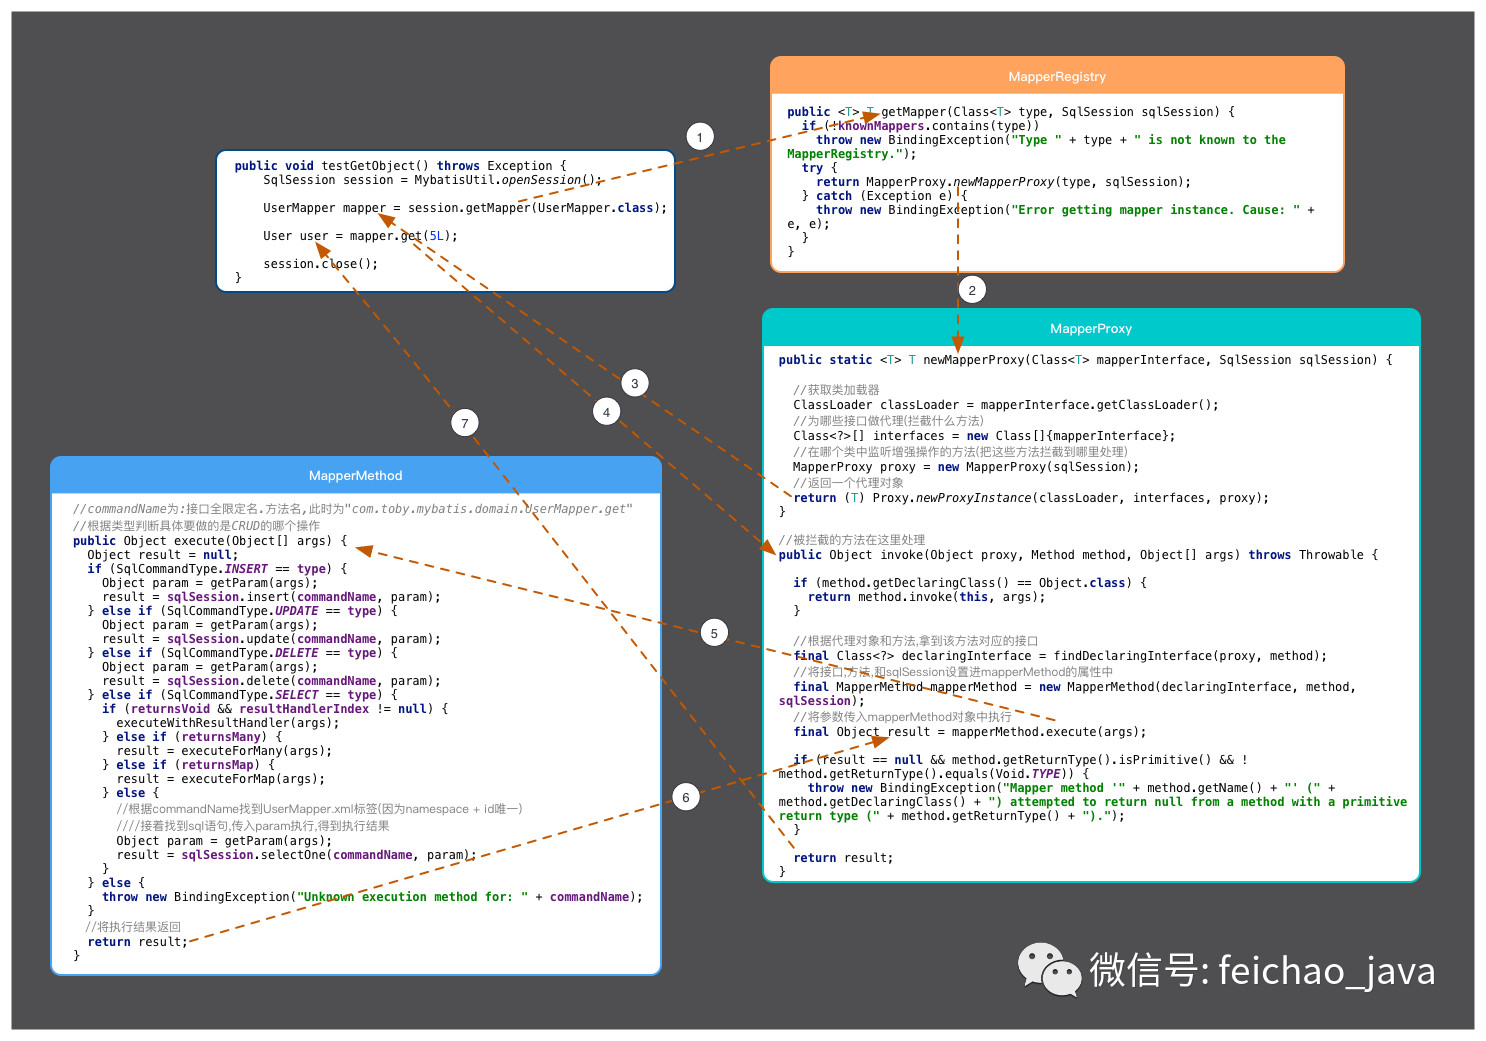 MapperRegistry
public <T> T getMapper(Class<T> type, SqlSession sqlSession) {
if (!knownMappers.contains(type))
throw new BindingException("Type " + type + " is not known to the
MapperRegistry.");
try {
return MapperProxy.newMapperProxy(type, sqlSession);
} catch (Exception e) {
throw new BindingException("Error getting mapper instance. Cause: " +
e, e);
}
}
1
public void testGetObject() throws Exception {
SqlSession session = MybatisUtil.openSession();
UserMapper mapper = session.getMapper(UserMapper.class);
User user = mapper.get(5L);
session.close();
}
2
MapperProxy
public static <T> T newMapperProxy(Class<T> mapperInterface, SqlSession sqlSession) {
//获取类加载器
ClassLoader classLoader = mapperInterface.getClassLoader();
//为哪些接口做代理(拦截什么方法)
Class<?>[] interfaces = new Class[]{mapperInterface};
//在哪个类中监听增强操作的方法(把这些方法拦截到哪里处理)
MapperProxy proxy = new MapperProxy(sqlSession);
//返回一个代理对象
return (T) Proxy.newProxyInstance(classLoader, interfaces, proxy);
}
//被拦截的方法在这里处理
public Object invoke(Object proxy, Method method, Object[] args) throws Throwable {
if (method.getDeclaringClass() == Object.class) {
return method.invoke(this, args);
}
//根据代理对象和方法,拿到该方法对应的接口
final Class<?> declaringInterface = findDeclaringInterface(proxy, method);
//将接口,方法,和sqlSession设置进mapperMethod的属性中
final MapperMethod mapperMethod = new MapperMethod(declaringInterface, method,
sqlSession);
//将参数传入mapperMethod对象中执行
final Object result = mapperMethod.execute(args);
if (result == null && method.getReturnType().isPrimitive() && !
method.getReturnType().equals(Void.TYPE)) {
throw new BindingException("Mapper method '" + method.getName() + "' (" +
method.getDeclaringClass() + ") attempted to return null from a method with a primitive
return type (" + method.getReturnType() + ").");
}
return result;
}
3
4
7
5
6
MapperMethod
//commandName为:接口全限定名.方法名,此时为"com.toby.mybatis.domain.UserMapper.get"
//根据类型判断具体要做的是CRUD的哪个操作
public Object execute(Object[] args) {
Object result = null;
if (SqlCommandType.INSERT == type) {
Object param = getParam(args);
result = sqlSession.insert(commandName, param);
} else if (SqlCommandType.UPDATE == type) {
Object param = getParam(args);
result = sqlSession.update(commandName, param);
} else if (SqlCommandType.DELETE == type) {
Object param = getParam(args);
result = sqlSession.delete(commandName, param);
} else if (SqlCommandType.SELECT == type) {
if (returnsVoid && resultHandlerIndex != null) {
executeWithResultHandler(args);
} else if (returnsMany) {
result = executeForMany(args);
} else if (returnsMap) {
result = executeForMap(args);
} else {
//根据commandName找到UserMapper.xml标签(因为namespace + id唯一)
////接着找到sql语句,传入param执行,得到执行结果
Object param = getParam(args);
result = sqlSession.selectOne(commandName, param);
}
} else {
throw new BindingException("Unknown execution method for: " + commandName);
}
//将执行结果返回
return result;
}
微信号: feichao_java